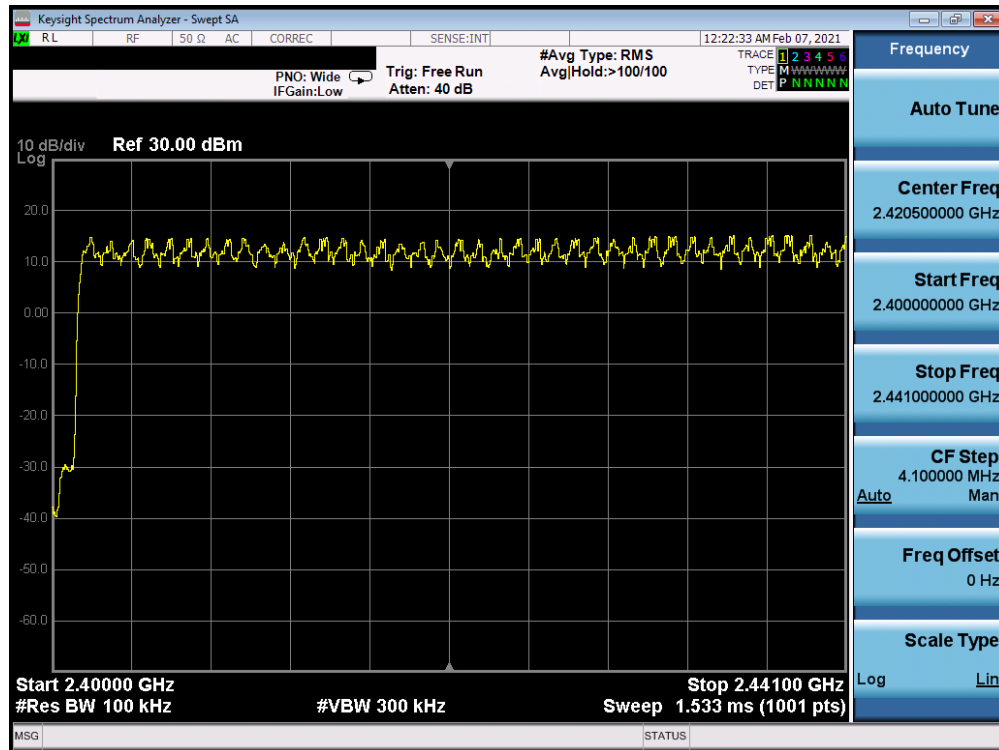 Keysight Spectrum Analyzer - Swept SA
LXI RL RF 50 Ω AC CORREC SENSE:INT 12:22:33 AM Feb 07, 2021
PNO: Wide
IFGain:Low
Trig: Free Run
Atten: 40 dB
#Avg Type: RMS
Avg|Hold:>100/100
TRACE 1 2 3 4 5 6
TYPE M WWWWW
DET P N N N N N
10 dB/div Ref 30.00 dBm
Log
20.0
10.0
0.00
-10.0
-20.0
-30.0
-40.0
-50.0
-60.0
Start 2.40000 GHz Stop 2.44100 GHz
#Res BW 100 kHz #VBW 300 kHz Sweep 1.533 ms (1001 pts)
MSG STATUS
Frequency
Auto Tune
Center Freq
2.420500000 GHz
Start Freq
2.400000000 GHz
Stop Freq
2.441000000 GHz
CF Step
4.100000 MHz
Auto Man
Freq Offset
0 Hz
Scale Type
Log Lin